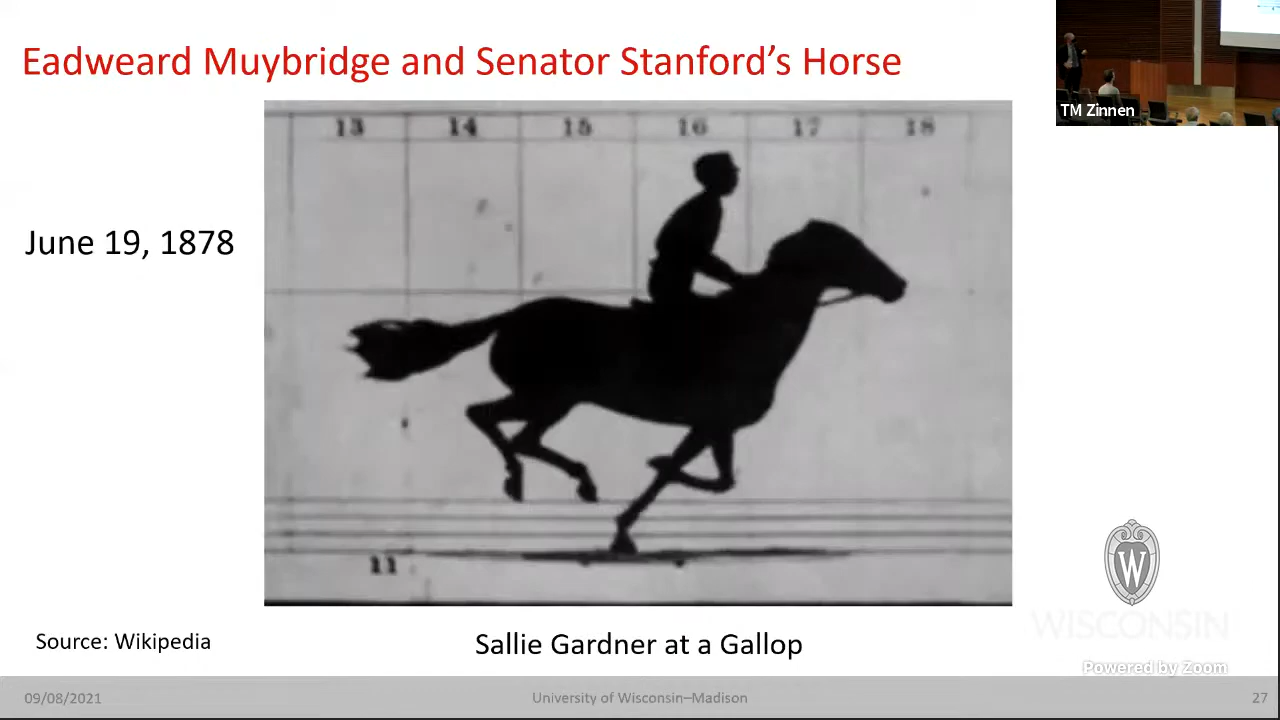 Eadweard Muybridge and Senator Stanford's Horse
TM Zinnen
13 14 15 16 17 18
June 19, 1878
11
W
WISCONSIN
Source: Wikipedia
Sallie Gardner at a Gallop
Powered by Zoom
09/08/2021
University of Wisconsin–Madison
27